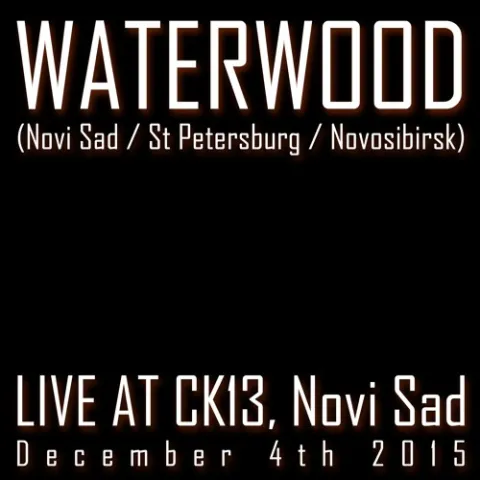 WATERWOOD
(Novi Sad / St Petersburg / Novosibirsk)
LIVE AT CK13, Novi Sad
December 4th 2015